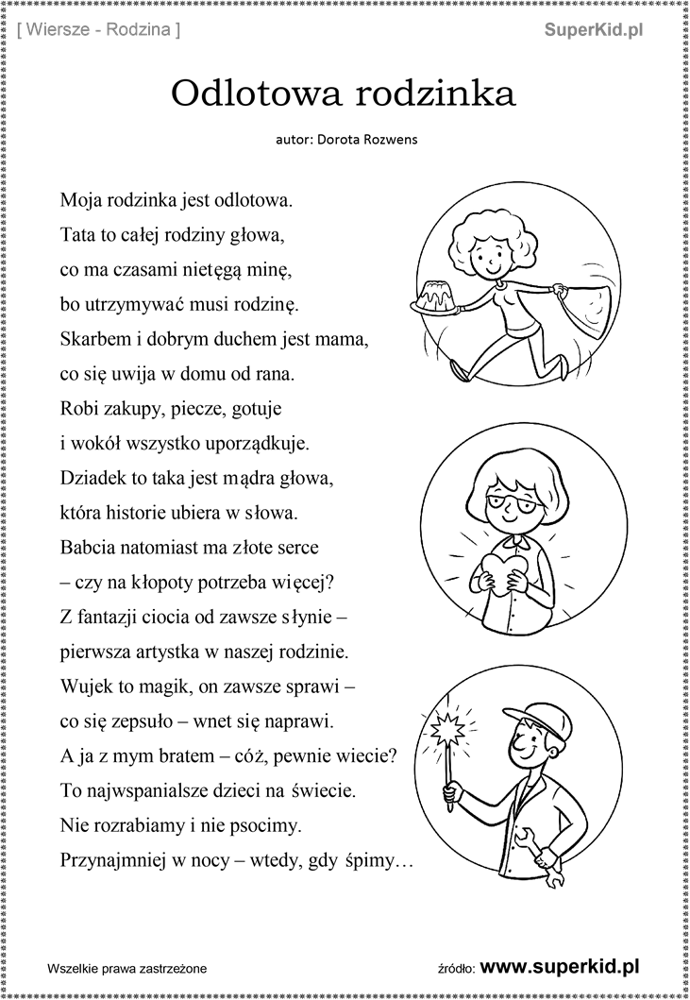 [ Wiersze - Rodzina ]
SuperKid.pl
Odlotowa rodzinka
autor: Dorota Rozwens
Moja rodzinka jest odlotowa.
Tata to całej rodziny głowa,
co ma czasami nietęgą minę,
bo utrzymywać musi rodzinę.
Skarbem i dobrym duchem jest mama,
co się uwija w domu od rana.
Robi zakupy, piecze, gotuje
i wokół wszystko uporządkuje.
Dziadek to taka jest mądra głowa,
która historie ubiera w słowa.
Babcia natomiast ma złote serce
– czy na kłopoty potrzeba więcej?
Z fantazji ciocia od zawsze słynie –
pierwsza artystka w naszej rodzinie.
Wujek to magik, on zawsze sprawi –
co się zepsuło – wnet się naprawi.
A ja z mym bratem – cóż, pewnie wiecie?
To najwspanialsze dzieci na świecie.
Nie rozrabiamy i nie psocimy.
Przynajmniej w nocy – wtedy, gdy śpimy…
Wszelkie prawa zastrzeżone
źródło: www.superkid.pl